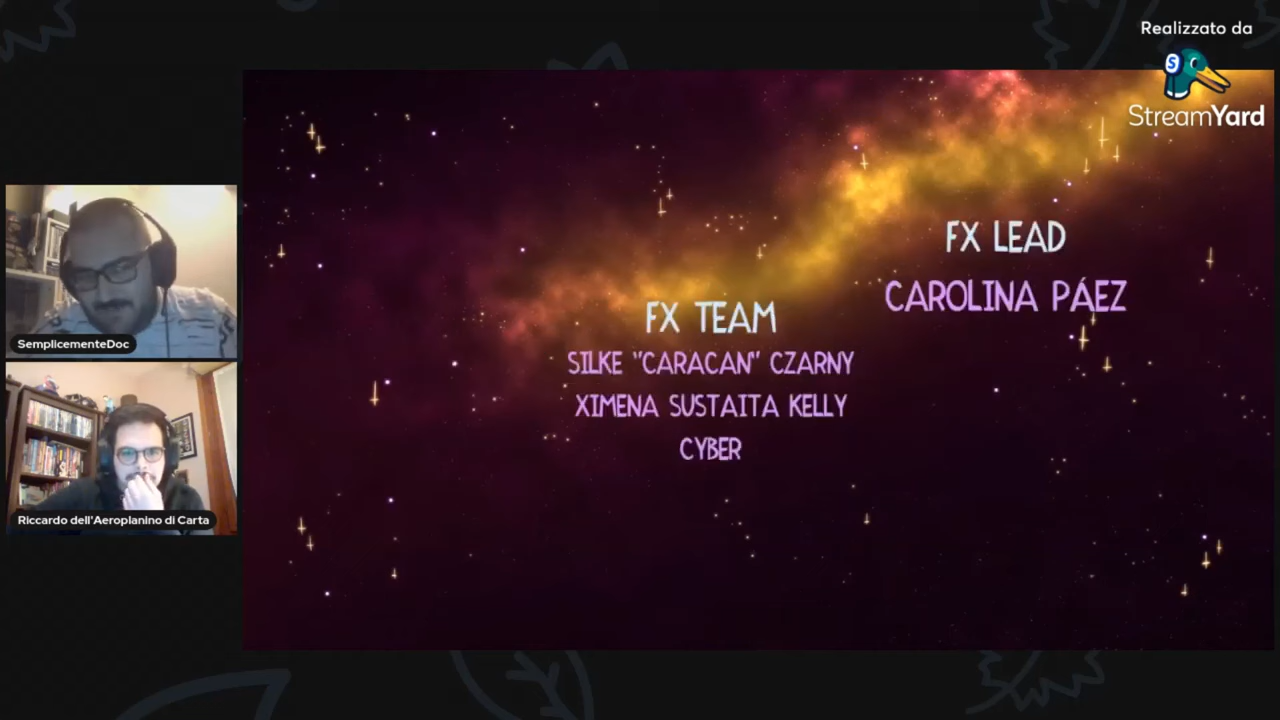 Realizzato da
StreamYard
FX LEAD
CAROLINA PÁEZ
FX TEAM
SILKE "CARACAN" CZARNY
XIMENA SUSTAITA KELLY
CYBER
SemplicementeDoc
Riccardo dell'Aeroplanino di Carta